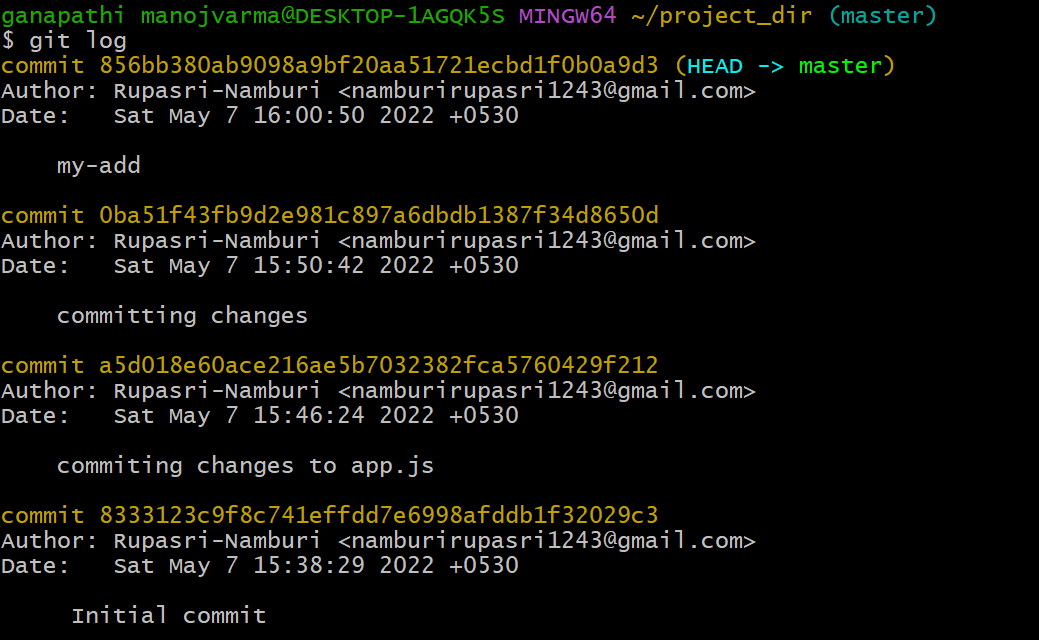 ganapathi manojvarma@DESKTOP-1AGQK5S MINGW64 ~/project_dir (master)
$ git log
commit 856bb380ab9098a9bf20aa51721ecbd1f0b0a9d3 (HEAD -> master)
Author: Rupasri-Namburi <namburirupasri1243@gmail.com>
Date:   Sat May 7 16:00:50 2022 +0530
    my-add
commit 0ba51f43fb9d2e981c897a6dbdb1387f34d8650d
Author: Rupasri-Namburi <namburirupasri1243@gmail.com>
Date:   Sat May 7 15:50:42 2022 +0530
    committing changes
commit a5d018e60ace216ae5b7032382fca5760429f212
Author: Rupasri-Namburi <namburirupasri1243@gmail.com>
Date:   Sat May 7 15:46:24 2022 +0530
    commiting changes to app.js
commit 8333123c9f8c741effdd7e6998afddb1f32029c3
Author: Rupasri-Namburi <namburirupasri1243@gmail.com>
Date:   Sat May 7 15:38:29 2022 +0530
     Initial commit